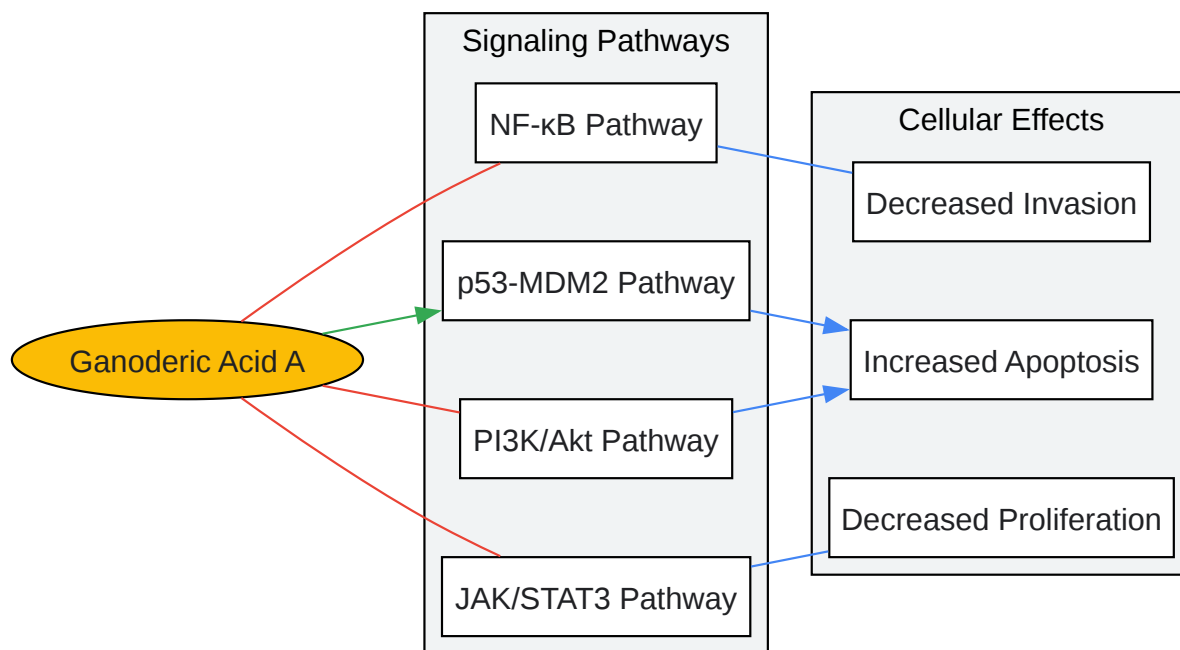 Signaling Pathways
NF-κB Pathway
p53-MDM2 Pathway
PI3K/Akt Pathway
JAK/STAT3 Pathway
Ganoderic Acid A
Cellular Effects
Decreased Invasion
Increased Apoptosis
Decreased Proliferation